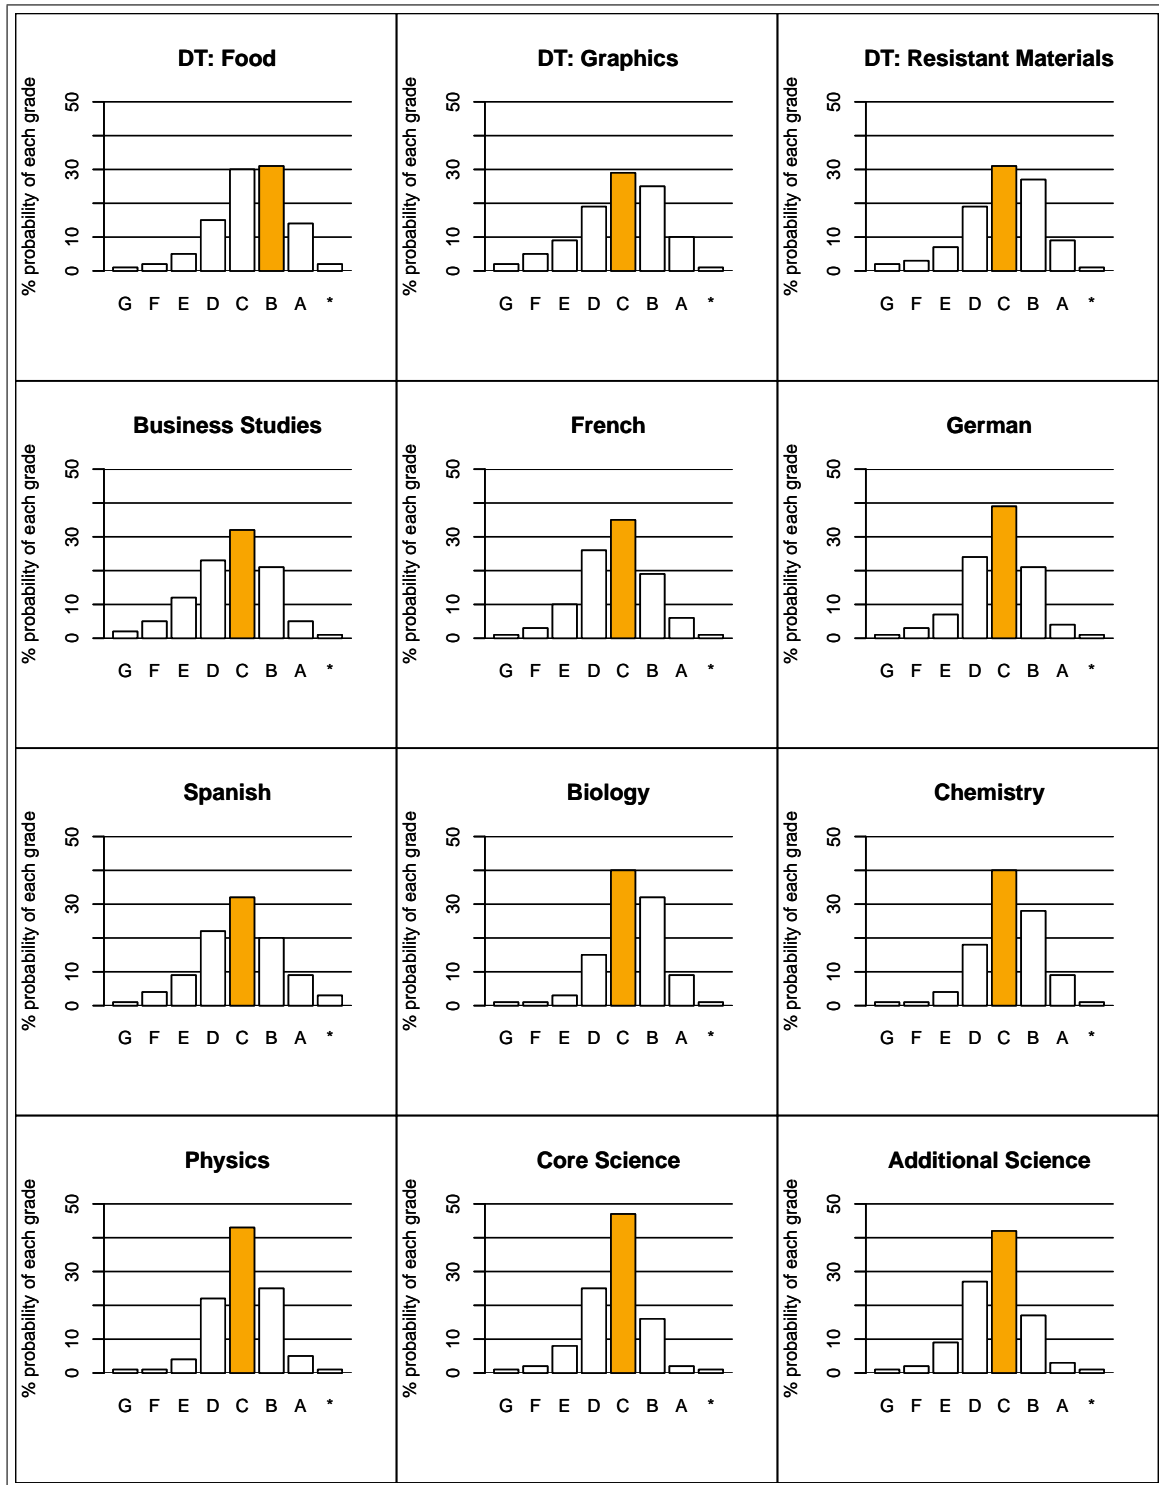 DT: Food
% probability of each grade
50
30
10
0
G F E D C B A *
DT: Graphics
% probability of each grade
50
30
10
0
G F E D C B A *
DT: Resistant Materials
% probability of each grade
50
30
10
0
G F E D C B A *
Business Studies
% probability of each grade
50
30
10
0
G F E D C B A *
French
% probability of each grade
50
30
10
0
G F E D C B A *
German
% probability of each grade
50
30
10
0
G F E D C B A *
Spanish
% probability of each grade
50
30
10
0
G F E D C B A *
Biology
% probability of each grade
50
30
10
0
G F E D C B A *
Chemistry
% probability of each grade
50
30
10
0
G F E D C B A *
Physics
% probability of each grade
50
30
10
0
G F E D C B A *
Core Science
% probability of each grade
50
30
10
0
G F E D C B A *
Additional Science
% probability of each grade
50
30
10
0
G F E D C B A *